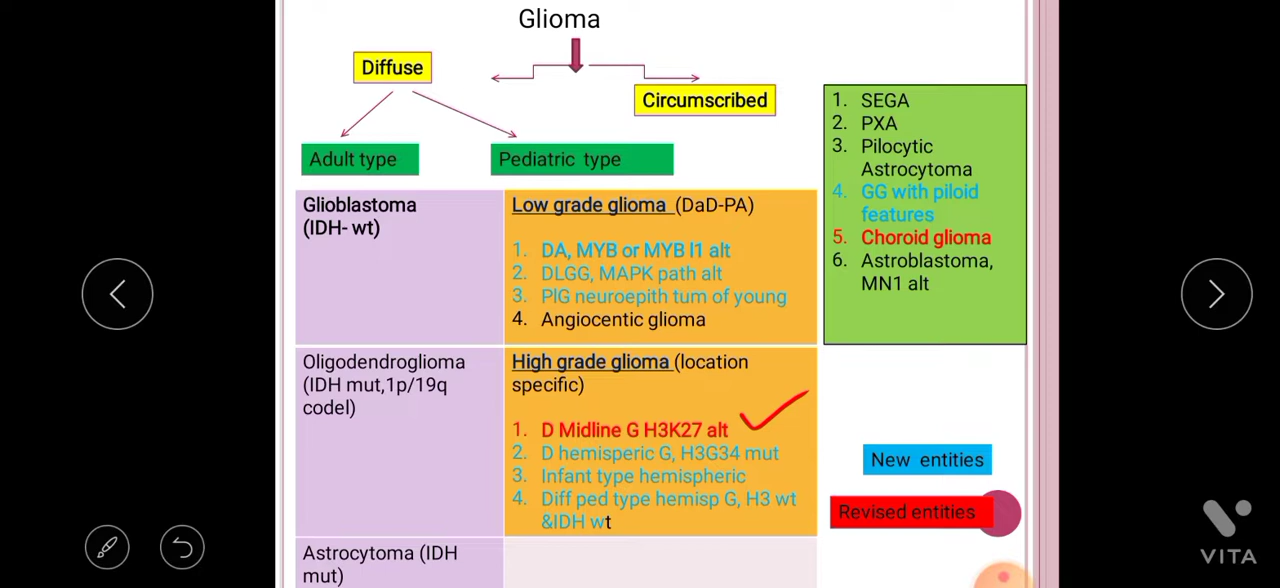 Glioma
Diffuse
Circumscribed
Adult type
Pediatric type
Glioblastoma
(IDH- wt)
Low grade glioma (DaD-PA)
1. DA, MYB or MYB l1 alt
2. DLGG, MAPK path alt
3. PlG neuroepith tum of young
4. Angiocentic glioma
Oligodendroglioma
(IDH mut,1p/19q
codel)
High grade glioma (location
specific)
1. D Midline G H3K27 alt
2. D hemisperic G, H3G34 mut
3. Infant type hemispheric
4. Diff ped type hemisp G, H3 wt
&IDH wt
Astrocytoma (IDH
mut)
1. SEGA
2. PXA
3. Pilocytic
Astrocytoma
4. GG with piloid
features
5. Choroid glioma
6. Astroblastoma,
MN1 alt
New entities
Revised entities
VITA